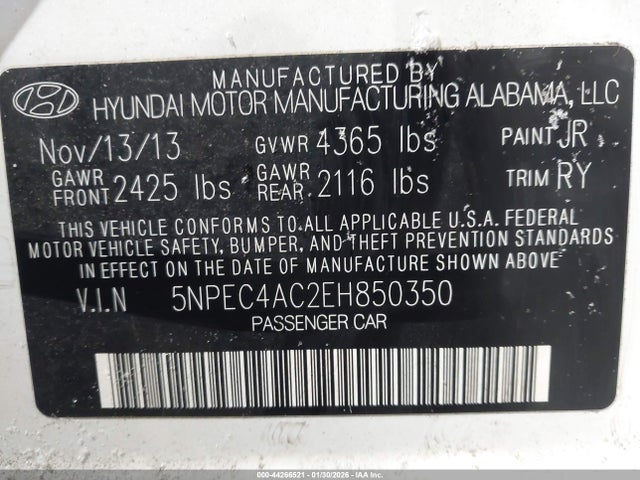 MANUFACTURED BY
HYUNDAI MOTOR MANUFACTURING ALABAMA, LLC
Nov/13/13 GVWR 4365 lbs PAINT JR
GAWR FRONT 2425 lbs GAWR REAR 2116 lbs TRIM RY
THIS VEHICLE CONFORMS TO ALL APPLICABLE U.S.A. FEDERAL
MOTOR VEHICLE SAFETY, BUMPER, AND THEFT PREVENTION STANDARDS
IN EFFECT ON THE DATE OF MANUFACTURE SHOWN ABOVE
V.I.N 5NPEC4AC2EH850350
PASSENGER CAR
000-44266521 - 01/30/2026 - IAAI.COM